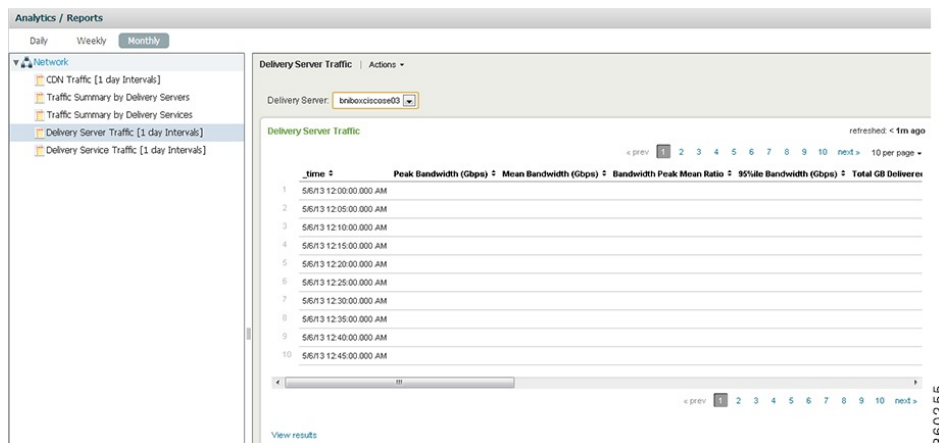 Analytics / Reports
Daily Weekly Monthly
Network
CDN Traffic [1 day Intervals]
Traffic Summary by Delivery Servers
Traffic Summary by Delivery Services
Delivery Server Traffic [1 day Intervals]
Delivery Service Traffic [1 day Intervals]
Delivery Server Traffic | Actions
Delivery Server: bniboxciscose03
Delivery Server Traffic refreshed: < 1m ago
« prev 1 2 3 4 5 6 7 8 9 10 next » 10 per page
_time Peak Bandwidth (Gbps) Mean Bandwidth (Gbps) Bandwidth Peak Mean Ratio 95%ile Bandwidth (Gbps) Total GB Delivered
1 5/6/13 12:00:00.000 AM
2 5/6/13 12:05:00.000 AM
3 5/6/13 12:10:00.000 AM
4 5/6/13 12:15:00.000 AM
5 5/6/13 12:20:00.000 AM
6 5/6/13 12:25:00.000 AM
7 5/6/13 12:30:00.000 AM
8 5/6/13 12:35:00.000 AM
9 5/6/13 12:40:00.000 AM
10 5/6/13 12:45:00.000 AM
« prev 1 2 3 4 5 6 7 8 9 10 next »
View results